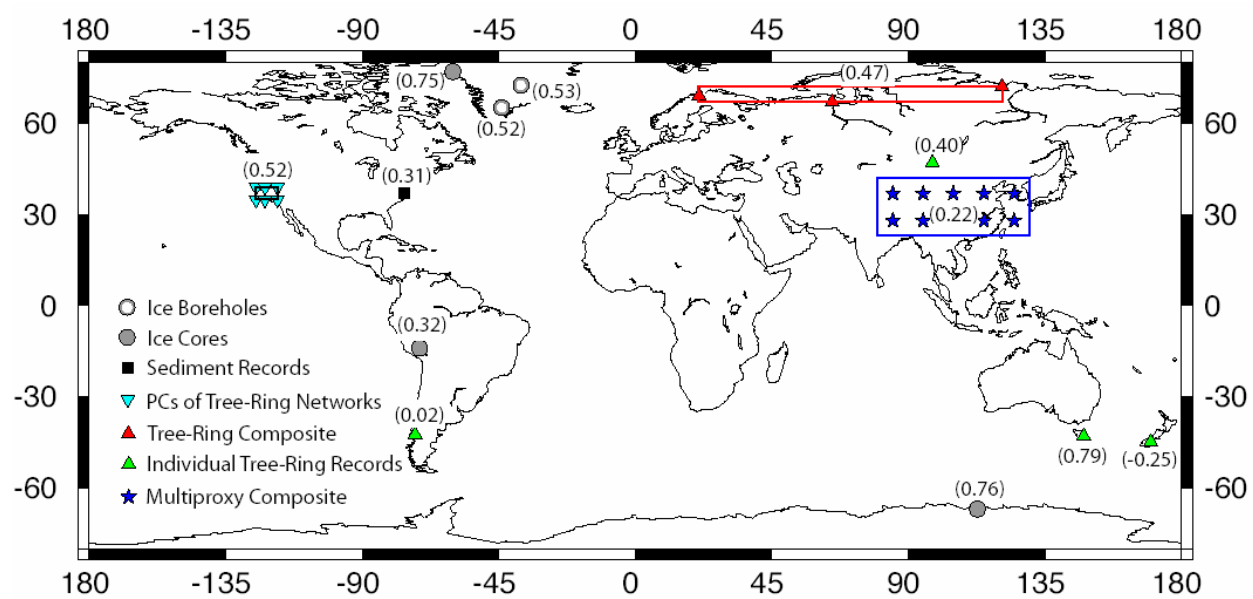 180 -135 -90 -45 0 45 90 135 180
(0.75)
(0.47)
(0.53)
60 (0.52) 60
(0.40)
(0.52)
(0.31)
30 (0.22) 30
0 0
Ice Boreholes
(0.32)
Ice Cores
Sediment Records
-30 -30
PCs of Tree-Ring Networks
(0.02)
Tree-Ring Composite
(0.79) (-0.25)
Individual Tree-Ring Records
-60 (0.76) -60
Multiproxy Composite
180 -135 -90 -45 0 45 90 135 180